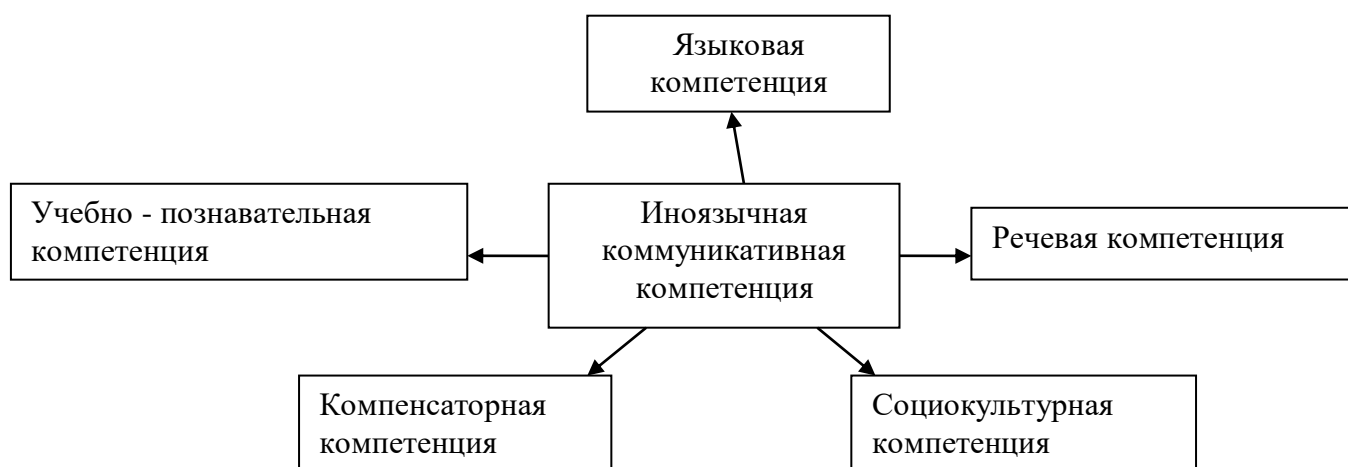 Языковая
компетенция
Учебно - познавательная
компетенция
Иноязычная
коммуникативная
компетенция
Речевая компетенция
Компенсаторная
компетенция
Социокультурная
компетенция